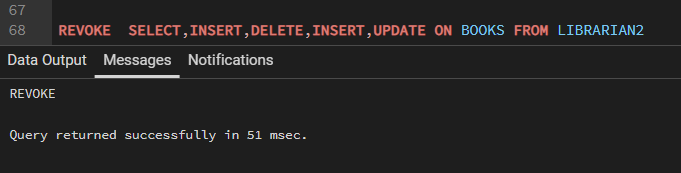 67
68 REVOKE  SELECT,INSERT,DELETE,INSERT,UPDATE ON BOOKS FROM LIBRARIAN2
Data Output Messages Notifications
REVOKE
Query returned successfully in 51 msec.